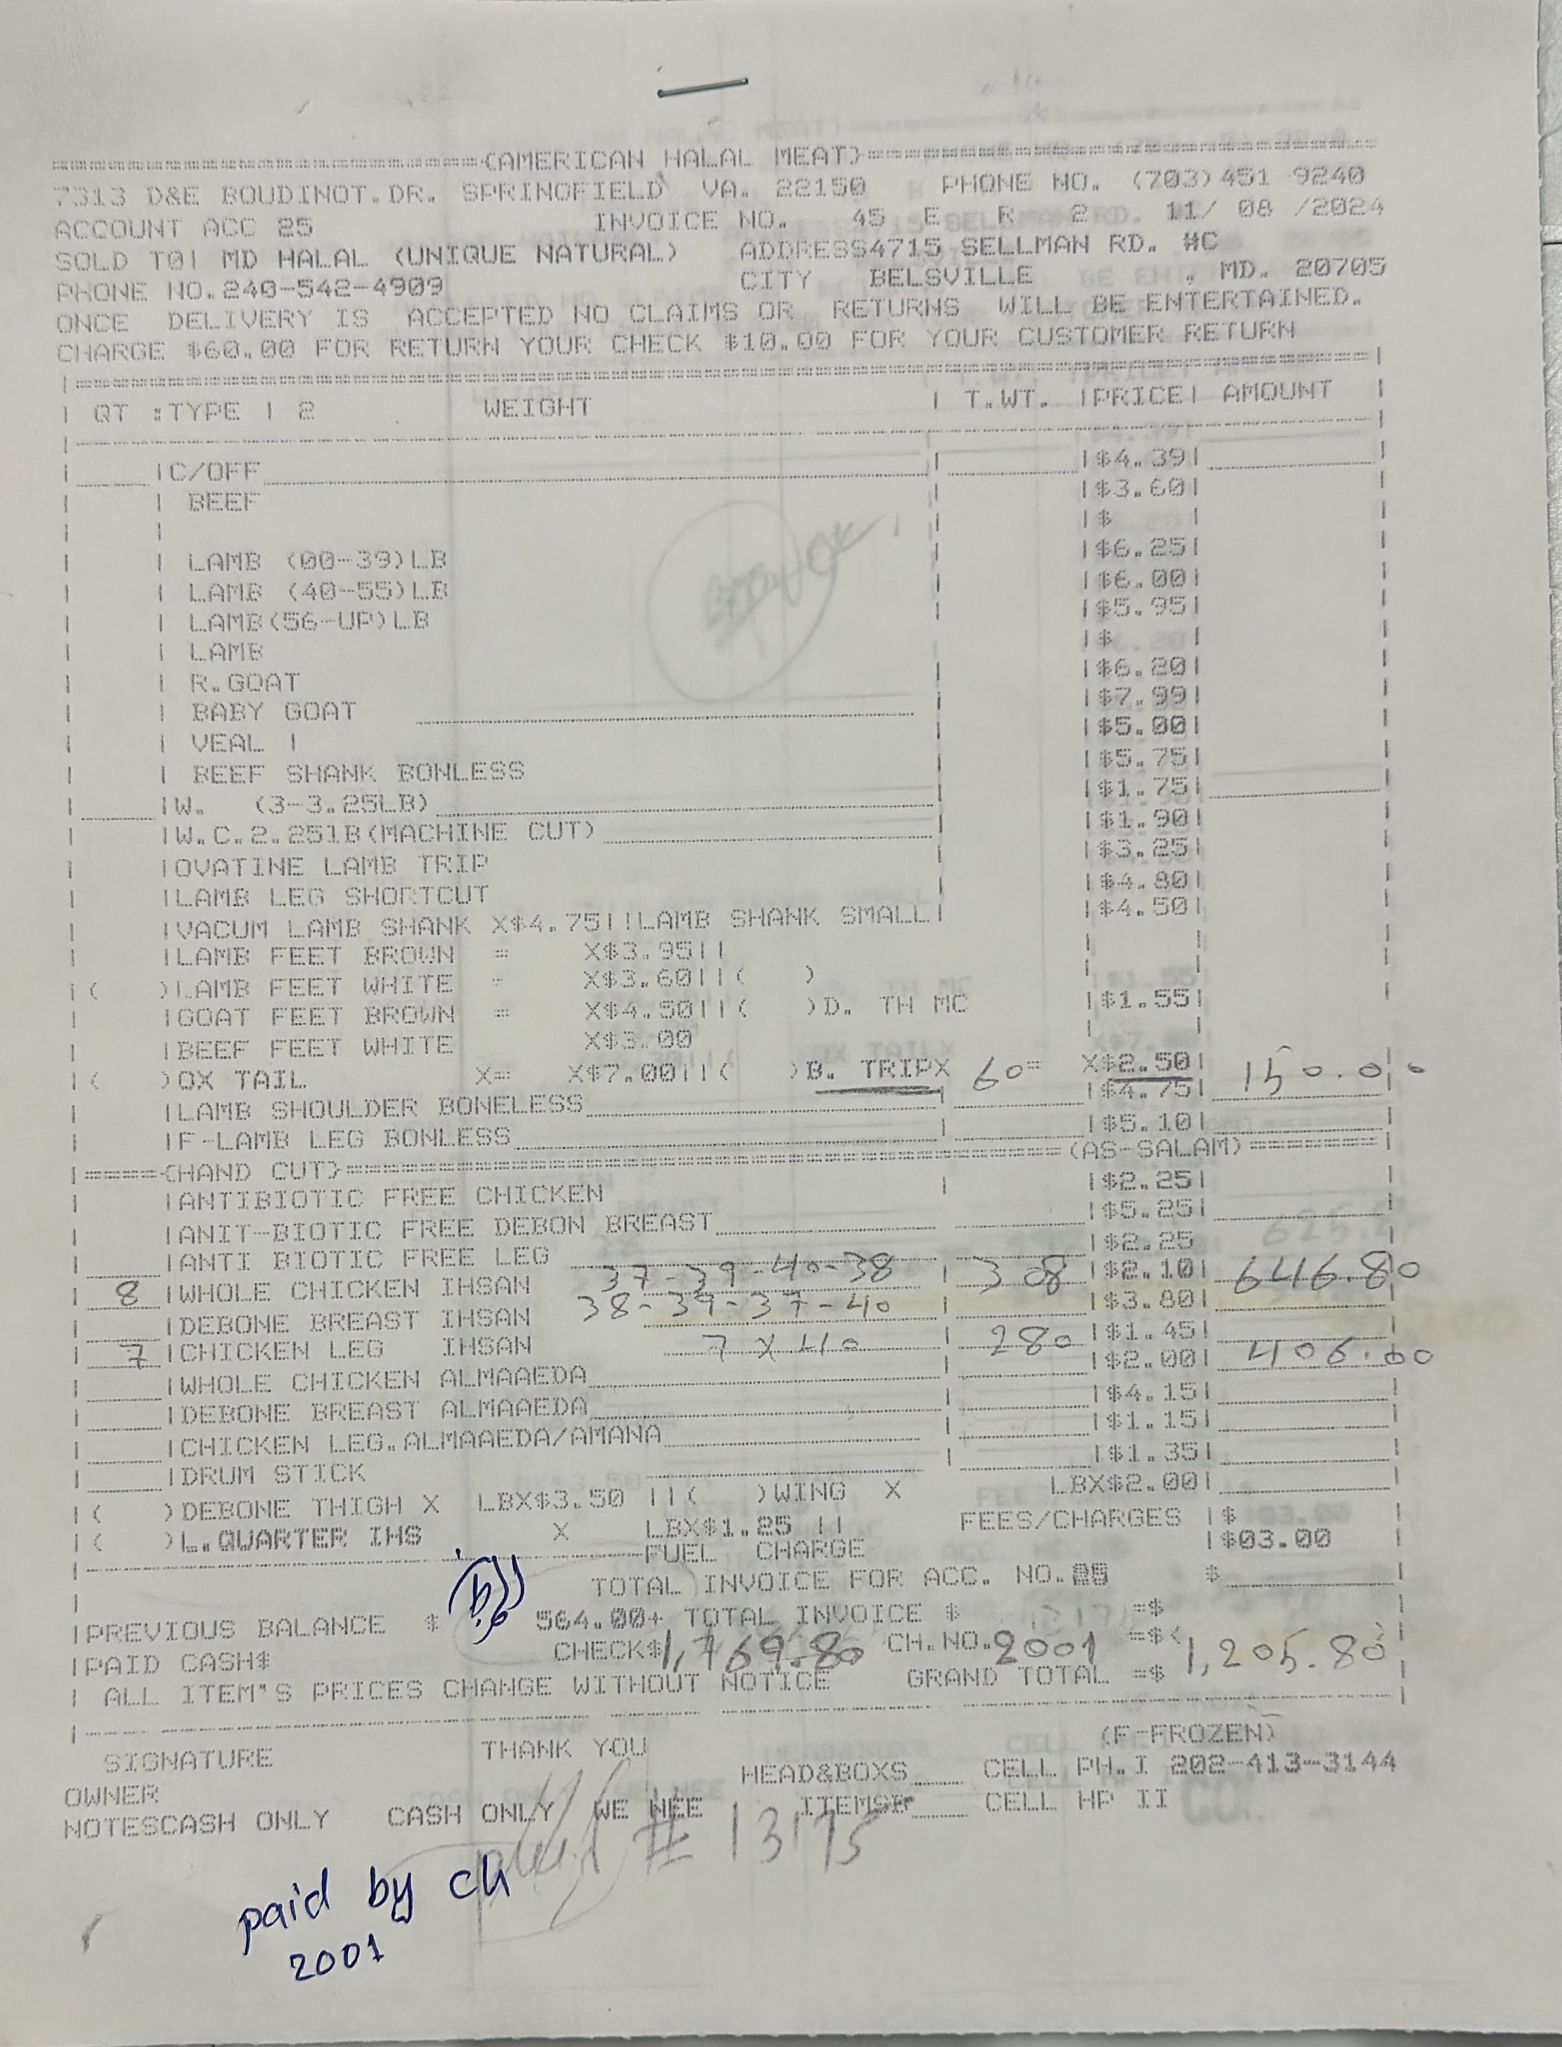 (AMERICAN HALAL MEAT)
7313 D&E BOUDINOT.DR. SPRINGFIELD VA. 22150 PHONE NO. (703)451 9240
ACCOUNT ACC 25 INVOICE NO. 45 E R 2 11/ 08 /2024
SOLD TO| MD HALAL (UNIQUE NATURAL) ADDRESS4715 SELLMAN RD. #C
PHONE NO.240-542-4909 CITY BELSVILLE , MD. 20705
ONCE DELIVERY IS ACCEPTED NO CLAIMS OR RETURNS WILL BE ENTERTAINED.
CHARGE $60.00 FOR RETURN YOUR CHECK $10.00 FOR YOUR CUSTOMER RETURN
| QT :TYPE | 2 WEIGHT | T.WT. |PRICE| AMOUNT
|C/OFF |$4.39|
| BEEF |$3.60|
|$ |
| LAMB (00-39)LB |$6.25|
| LAMB (40-55)LB |$6.00|
| LAMB(56-UP)LB |$5.95|
| LAMB |$ |
| R.GOAT |$6.20|
| BABY GOAT |$7.99|
| VEAL | |$5.00|
| BEEF SHANK BONLESS |$5.75|
|W. (3-3.25LB) |$1.75|
|W.C.2.251B(MACHINE CUT) |$1.90|
|OVATINE LAMB TRIP |$3.25|
|LAMB LEG SHORTCUT |$4.80|
|VACUM LAMB SHANK X$4.75||LAMB SHANK SMALL| |$4.50|
|LAMB FEET BROWN = X$3.95||
|( )LAMB FEET WHITE = X$3.60||( )
|GOAT FEET BROWN = X$4.50||( )D. TH MC |$1.55|
|BEEF FEET WHITE X$3.00
|( )OX TAIL X= X$7.00||( )B. TRIPX 60= X$2.50| 150.00
|LAMB SHOULDER BONELESS |$4.75|
|F-LAMB LEG BONLESS |$5.10|
|=====(HAND CUT)===== (AS-SALAM)=======|
|ANTIBIOTIC FREE CHICKEN |$2.25|
|ANIT-BIOTIC FREE DEBON BREAST |$5.25|
|ANTI BIOTIC FREE LEG |$2.25
8 |WHOLE CHICKEN IHSAN 37-39-40-38 | 308 |$2.10| 646.80
|DEBONE BREAST IHSAN 38-39-37-40 |$3.80|
7 |CHICKEN LEG IHSAN 7 X 40 | 280 |$1.45| 406.00
|WHOLE CHICKEN ALMAAEDA |$2.00|
|DEBONE BREAST ALMAAEDA |$4.15|
|CHICKEN LEG.ALMAAEDA/AMANA |$1.15|
|DRUM STICK |$1.35|
|( )DEBONE THIGH X LBX$3.50 ||( )WING X LBX$2.00|
|( )L.QUARTER IHS X LBX$1.25 || FEES/CHARGES |$
FUEL CHARGE |$03.00
TOTAL INVOICE FOR ACC. NO.25 $
|PREVIOUS BALANCE $ 564.00+ TOTAL INVOICE $ =$
|PAID CASH$ CHECK$1,769.80 CH.NO.2001 =$ 1,205.80
| ALL ITEM'S PRICES CHANGE WITHOUT NOTICE GRAND TOTAL =$
(F-FROZEN)
SIGNATURE THANK YOU HEAD&BOXS CELL PH.I 202-413-3144
OWNER
NOTESCASH ONLY CASH ONLY WE NEE ITEMS# CELL HP II
# 13175
paid by ch
2001